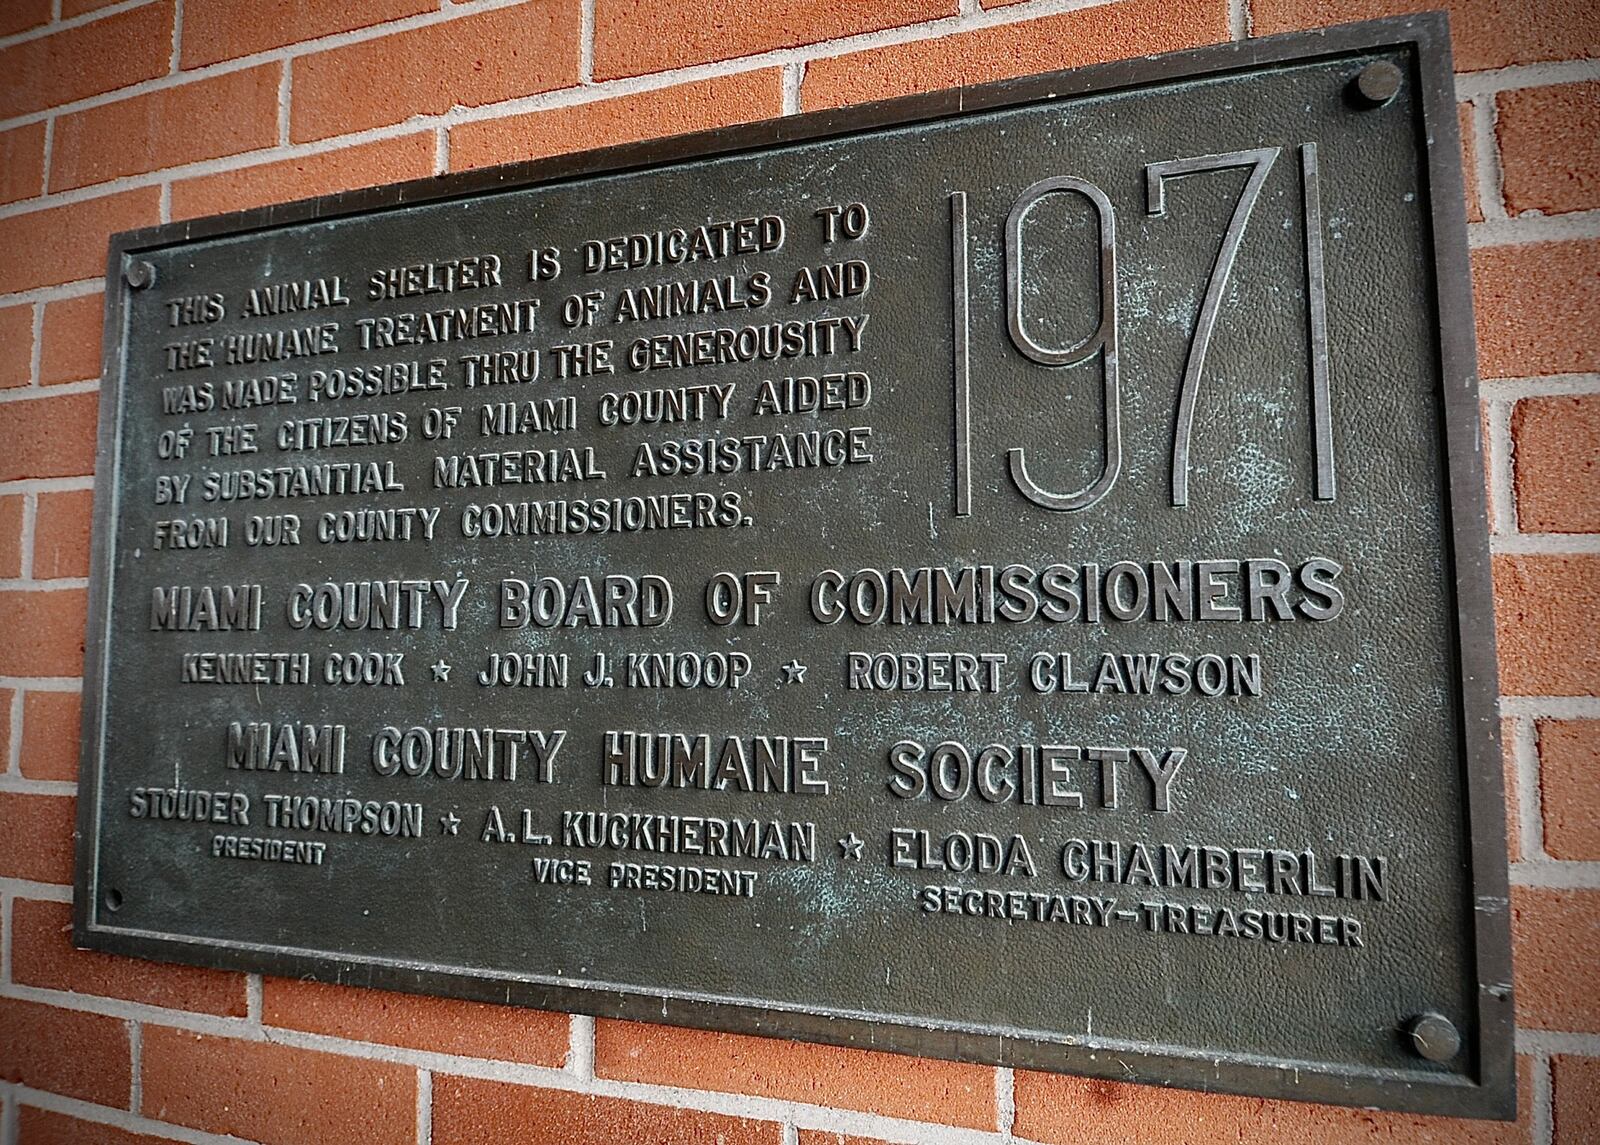 THIS ANIMAL SHELTER IS DEDICATED TO
THE HUMANE TREATMENT OF ANIMALS AND
WAS MADE POSSIBLE THRU THE GENEROUSITY
OF THE CITIZENS OF MIAMI COUNTY AIDED
BY SUBSTANTIAL MATERIAL ASSISTANCE
FROM OUR COUNTY COMMISSIONERS.
1971
MIAMI COUNTY BOARD OF COMMISSIONERS
KENNETH COOK ★ JOHN J. KNOOP ★ ROBERT CLAWSON
MIAMI COUNTY HUMANE SOCIETY
STOUDER THOMPSON ★ A.L. KUCKHERMAN ★ ELODA CHAMBERLIN
PRESIDENT VICE PRESIDENT SECRETARY-TREASURER